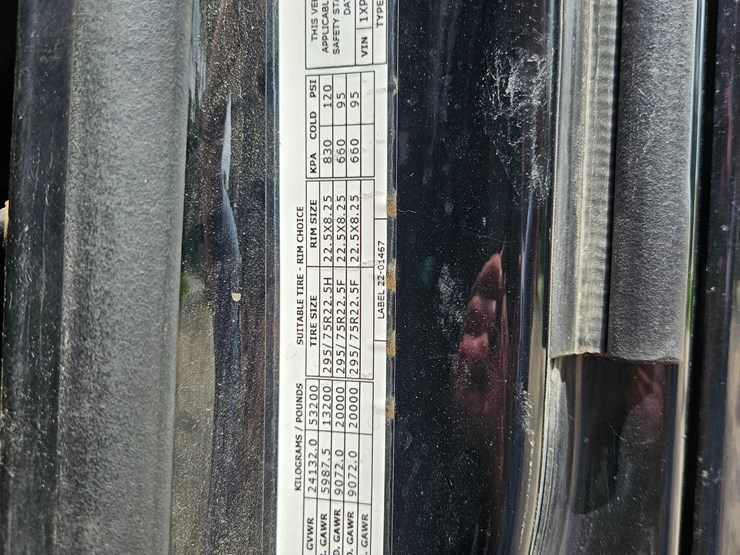 KILOGRAMS / POUNDS SUITABLE TIRE - RIM CHOICE
TIRE SIZE RIM SIZE KPA COLD PSI
GVWR 24132.0 53200
. GAWR 5987.5 13200 295/75R22.5H 22.5X8.25 830 120
D. GAWR 9072.0 20000 295/75R22.5F 22.5X8.25 660 95
D. GAWR 9072.0 20000 295/75R22.5F 22.5X8.25 660 95
. GAWR
LABEL 22-01467
THIS VE
APPLICABL
SAFETY ST
DA
VIN 1XP
TYPE